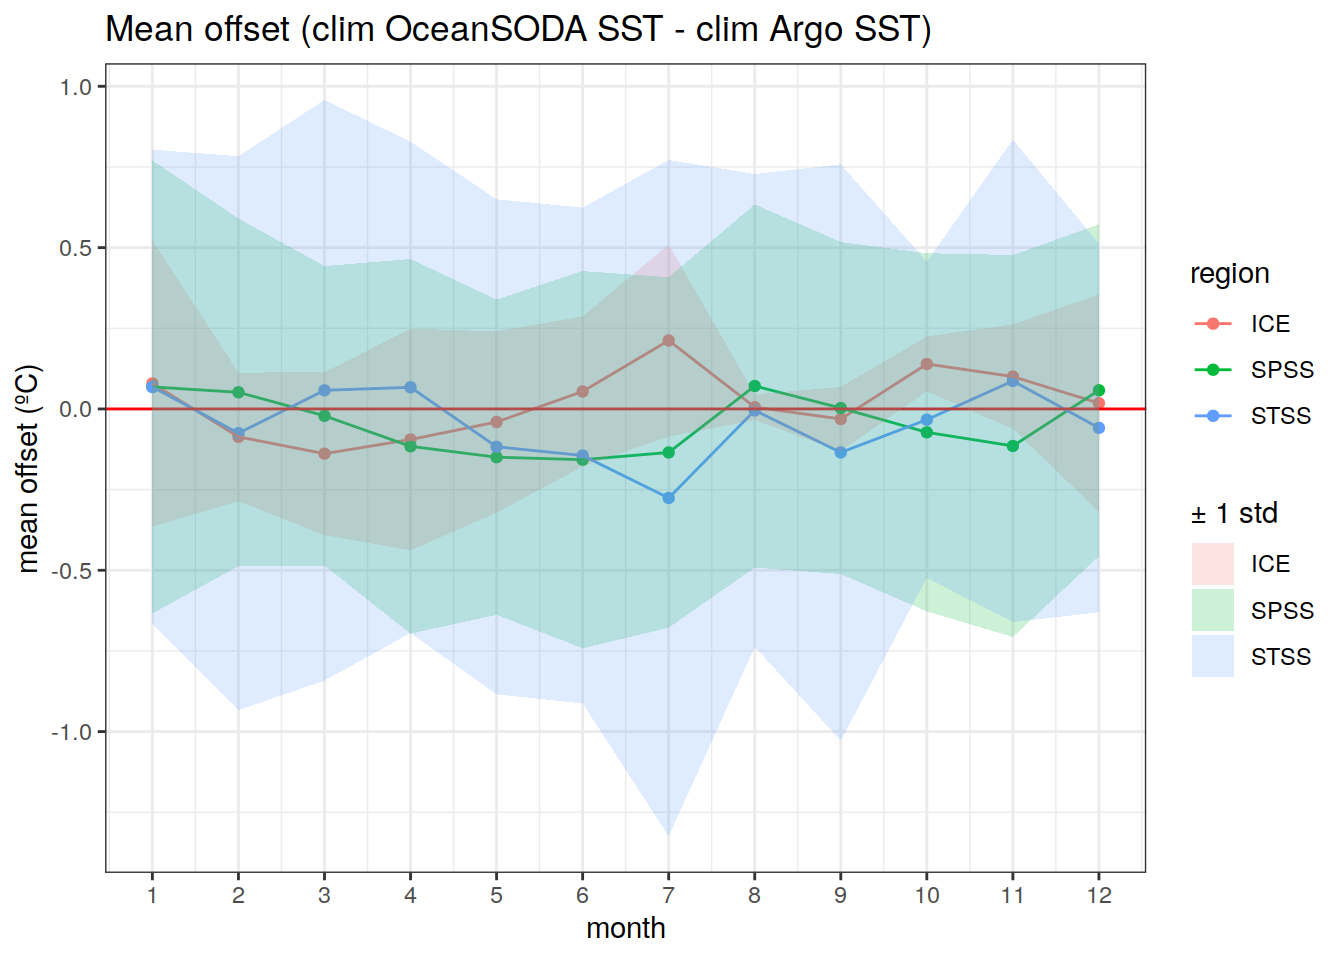 Mean offset (clim OceanSODA SST - clim Argo SST)
1.0
0.5
0.0
-0.5
-1.0
mean offset (ºC)
1 2 3 4 5 6 7 8 9 10 11 12
month
region
ICE
SPSS
STSS
± 1 std
ICE
SPSS
STSS